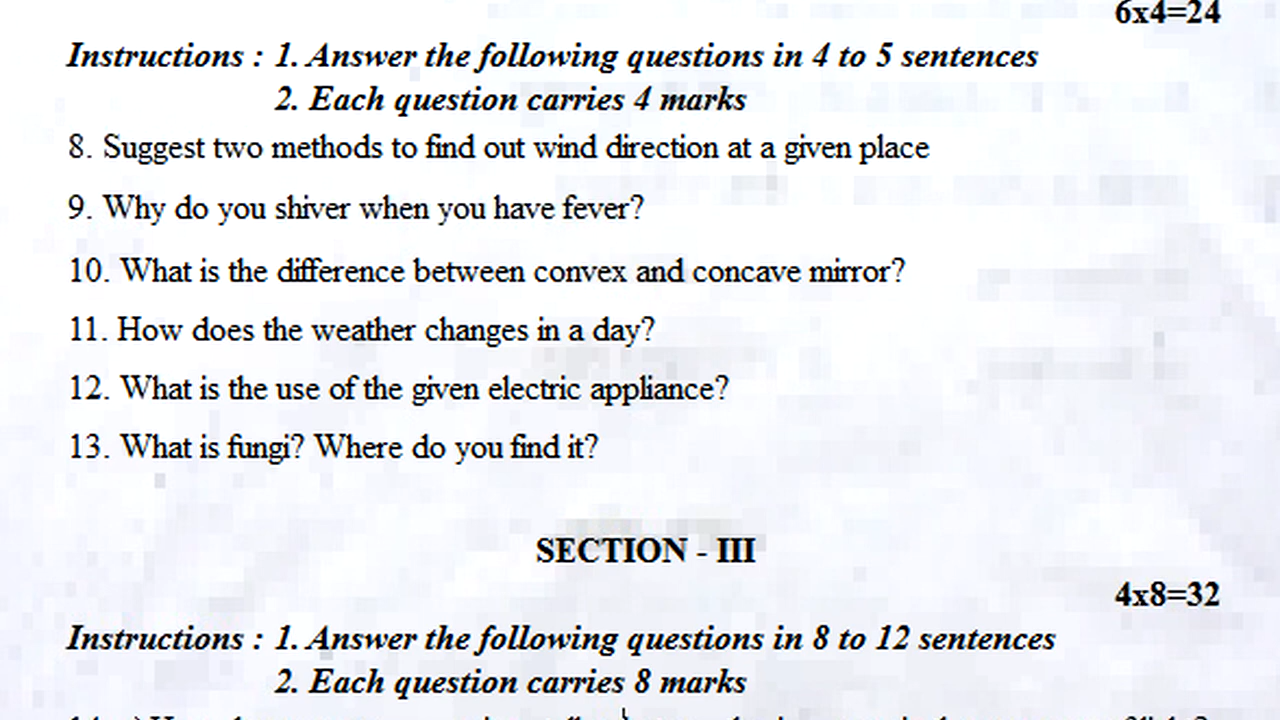 6x4=24
Instructions : 1. Answer the following questions in 4 to 5 sentences
2. Each question carries 4 marks
8. Suggest two methods to find out wind direction at a given place
9. Why do you shiver when you have fever?
10. What is the difference between convex and concave mirror?
11. How does the weather changes in a day?
12. What is the use of the given electric appliance?
13. What is fungi? Where do you find it?
SECTION - III
4x8=32
Instructions : 1. Answer the following questions in 8 to 12 sentences
2. Each question carries 8 marks